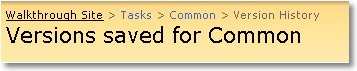 Walkthrough Site > Tasks > Common > Version History
Versions saved for Common